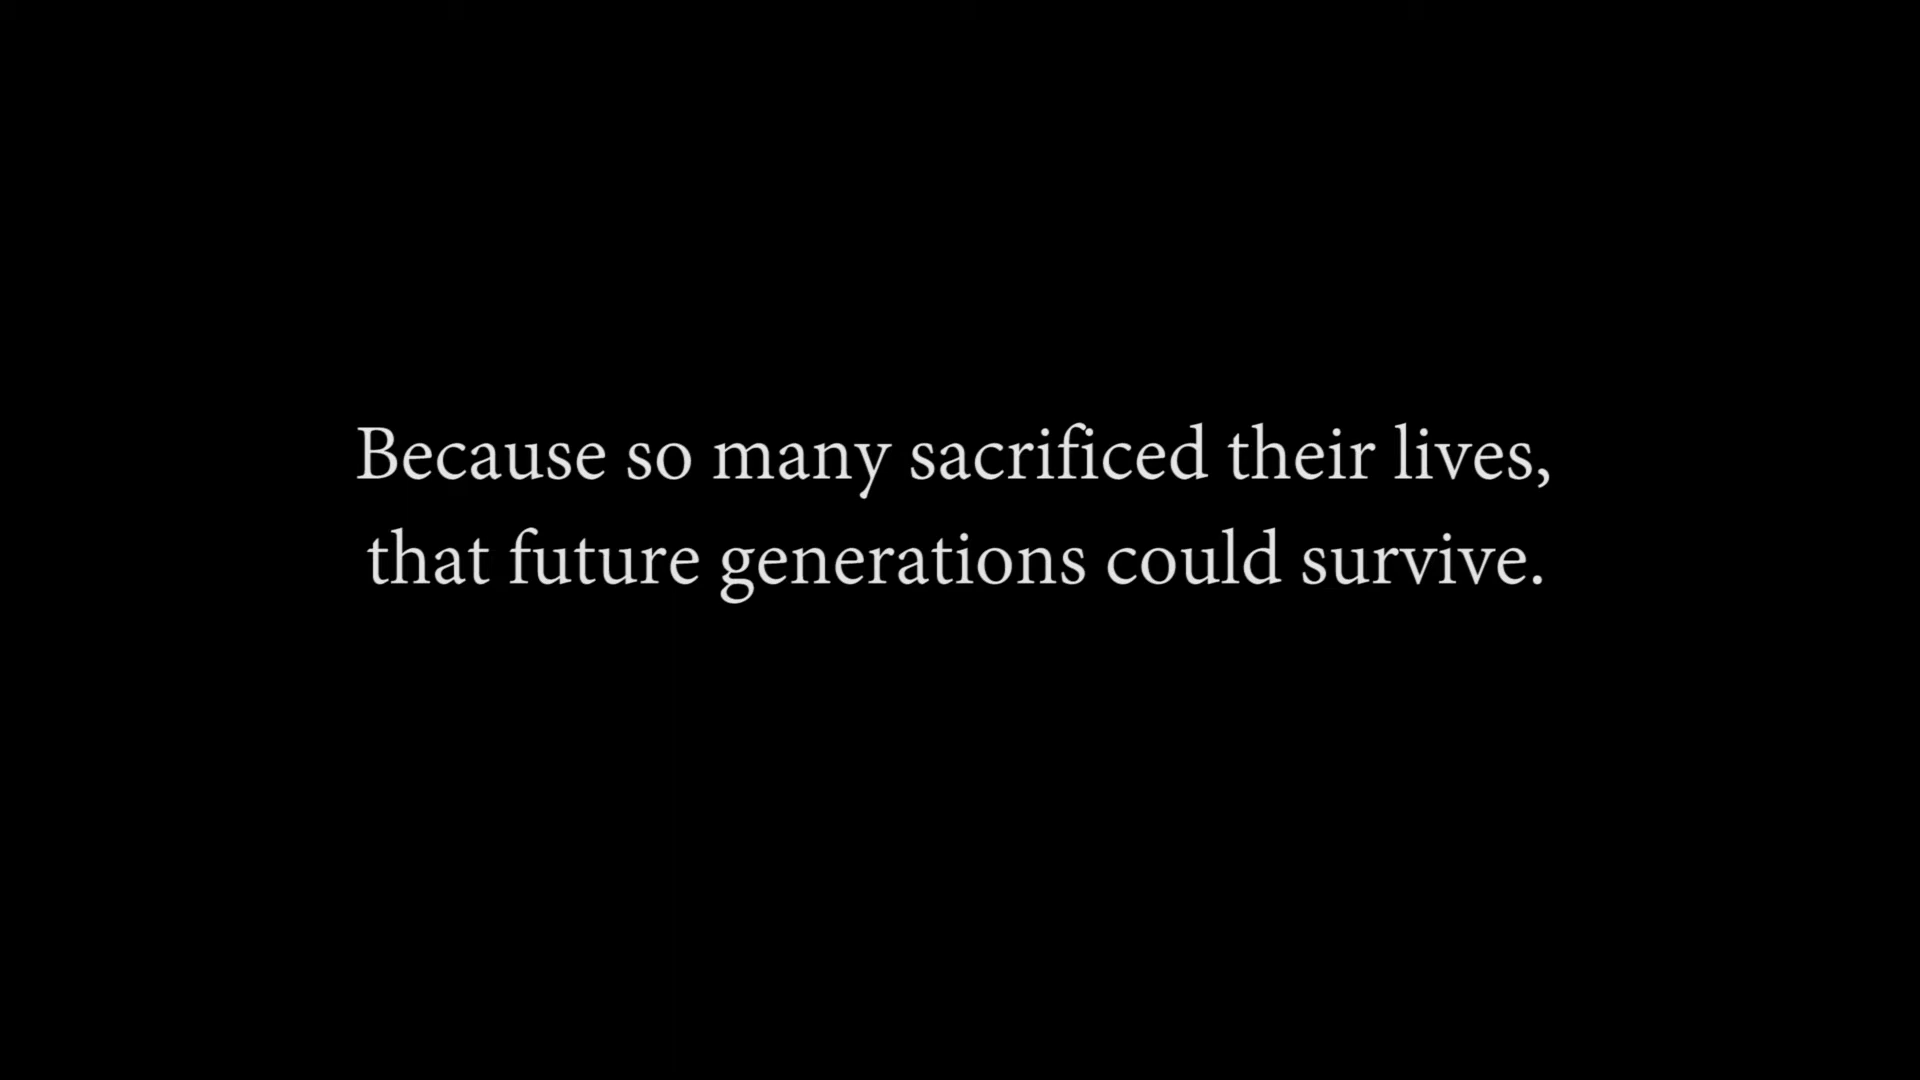 Because so many sacrificed their lives,
that future generations could survive.